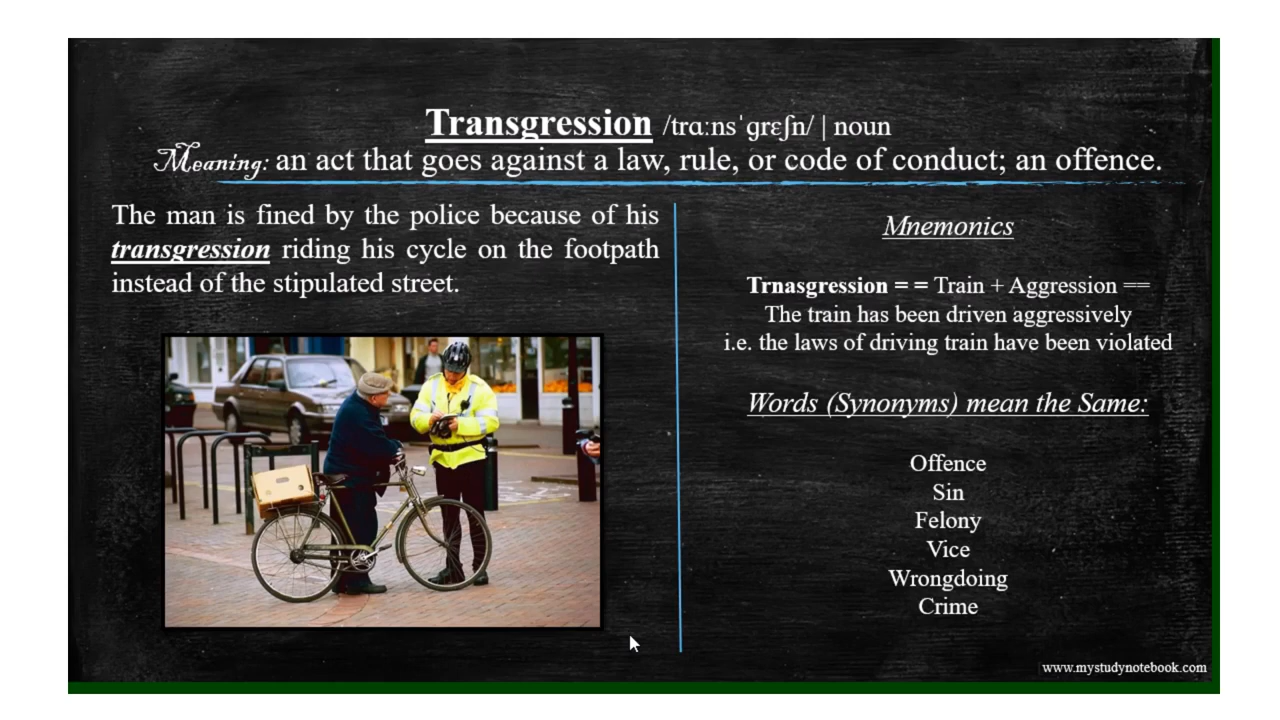 Transgression /trɑːnsˈɡrɛʃn/ | noun
Meaning: an act that goes against a law, rule, or code of conduct; an offence.
The man is fined by the police because of his
transgression riding his cycle on the footpath
instead of the stipulated street.
Mnemonics
Trnasgression = = Train + Aggression ==
The train has been driven aggressively
i.e. the laws of driving train have been violated
Words (Synonyms) mean the Same:
Offence
Sin
Felony
Vice
Wrongdoing
Crime
www.mystudynotebook.com